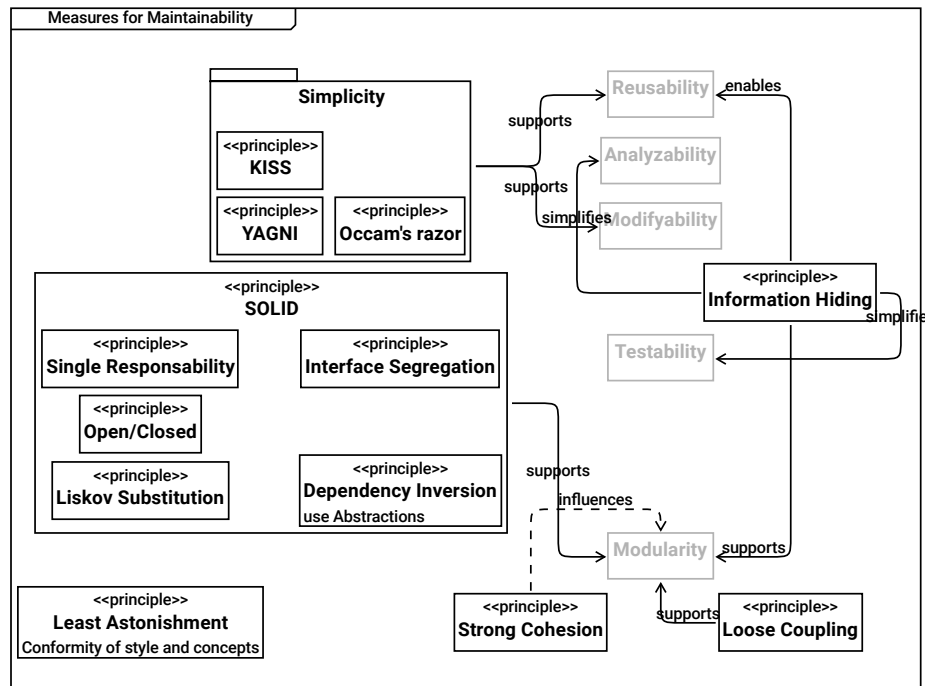 Measures for Maintainability
Simplicity
<<principle>>
KISS
<<principle>>
YAGNI
<<principle>>
Occam's razor
supports
supports
simplifies
Reusability
enables
Analyzability
Modifyability
<<principle>>
Information Hiding
simplifie
Testability
<<principle>>
SOLID
<<principle>>
Single Responsability
<<principle>>
Interface Segregation
<<principle>>
Open/Closed
<<principle>>
Liskov Substitution
<<principle>>
Dependency Inversion
use Abstractions
supports
influences
Modularity
supports
<<principle>>
Least Astonishment
Conformity of style and concepts
<<principle>>
Strong Cohesion
supports
<<principle>>
Loose Coupling